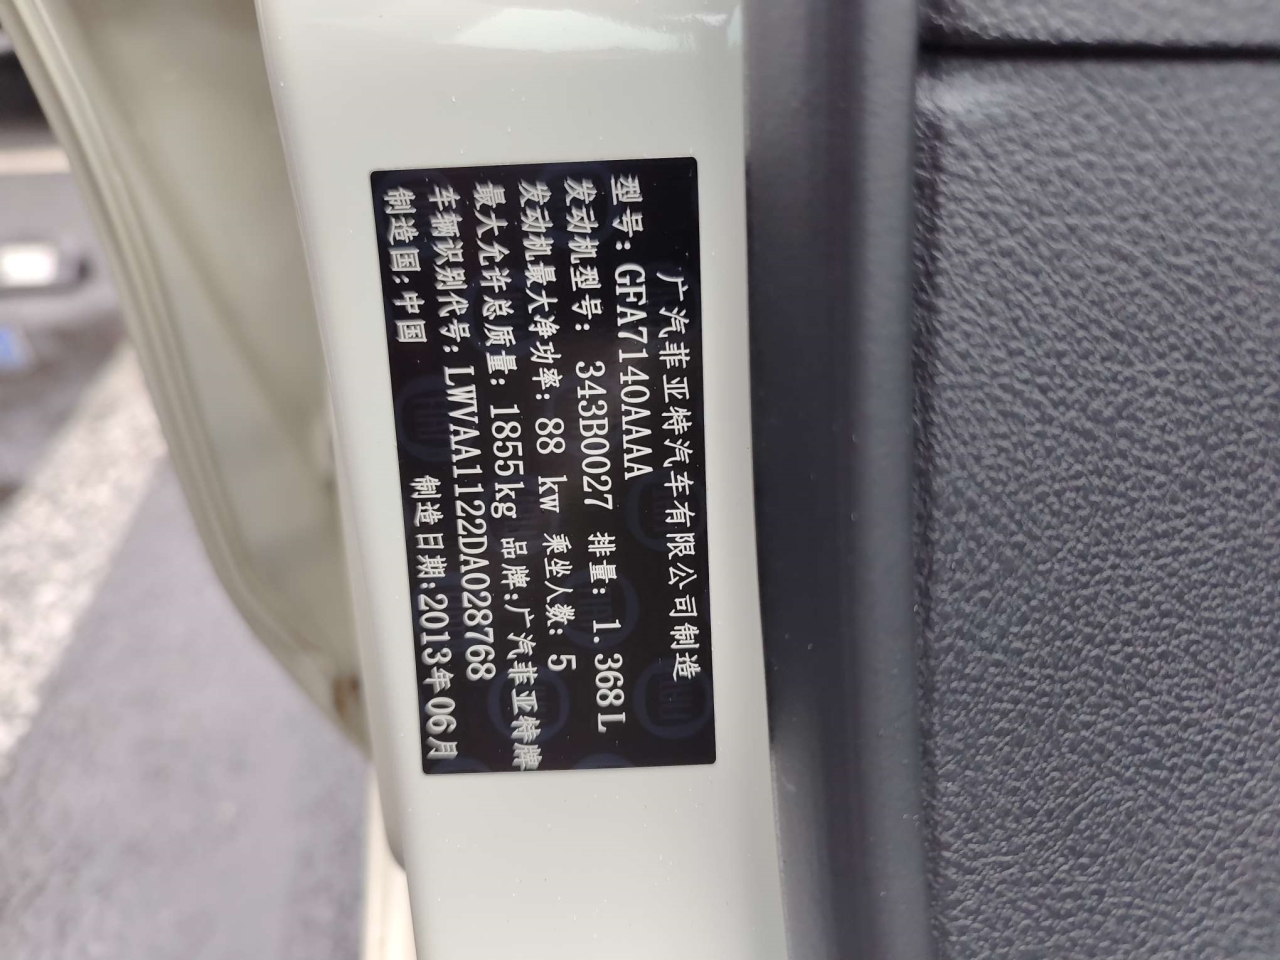 广汽菲亚特汽车有限公司制造
型号：GFA7140AAAA
发动机型号：343B0027 排量：1.368L
发动机最大净功率：88 kw 乘坐人数：5
最大允许总质量：1855kg 品牌：广汽菲亚特牌
车辆识别代号：LWVAA1122DA028768
制造国：中国 制造日期：2013年06月